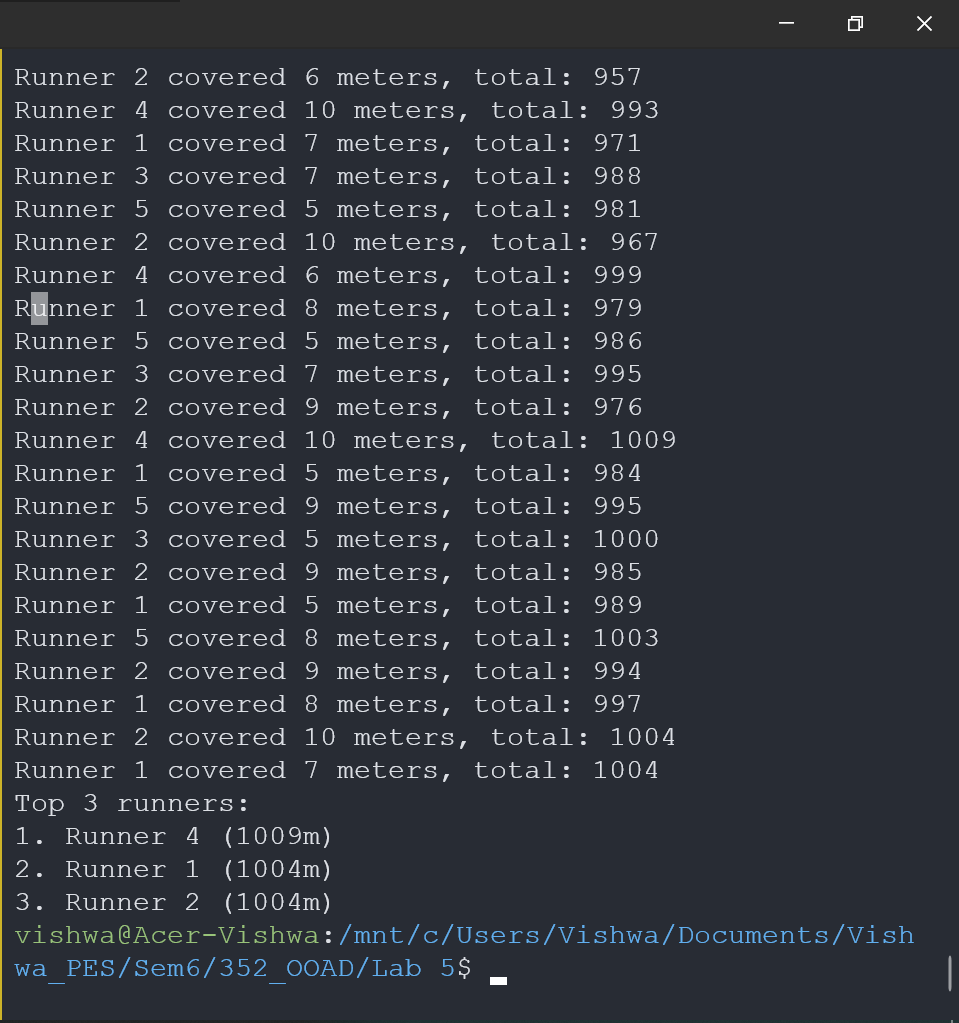 Runner 2 covered 6 meters, total: 957
Runner 4 covered 10 meters, total: 993
Runner 1 covered 7 meters, total: 971
Runner 3 covered 7 meters, total: 988
Runner 5 covered 5 meters, total: 981
Runner 2 covered 10 meters, total: 967
Runner 4 covered 6 meters, total: 999
Runner 1 covered 8 meters, total: 979
Runner 5 covered 5 meters, total: 986
Runner 3 covered 7 meters, total: 995
Runner 2 covered 9 meters, total: 976
Runner 4 covered 10 meters, total: 1009
Runner 1 covered 5 meters, total: 984
Runner 5 covered 9 meters, total: 995
Runner 3 covered 5 meters, total: 1000
Runner 2 covered 9 meters, total: 985
Runner 1 covered 5 meters, total: 989
Runner 5 covered 8 meters, total: 1003
Runner 2 covered 9 meters, total: 994
Runner 1 covered 8 meters, total: 997
Runner 2 covered 10 meters, total: 1004
Runner 1 covered 7 meters, total: 1004
Top 3 runners:
1. Runner 4 (1009m)
2. Runner 1 (1004m)
3. Runner 2 (1004m)
vishwa@Acer-Vishwa:/mnt/c/Users/Vishwa/Documents/Vish
wa_PES/Sem6/352_OOAD/Lab 5$